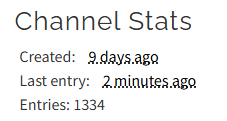 Channel Stats
Created: 9 days ago
Last entry: 2 minutes ago
Entries: 1334